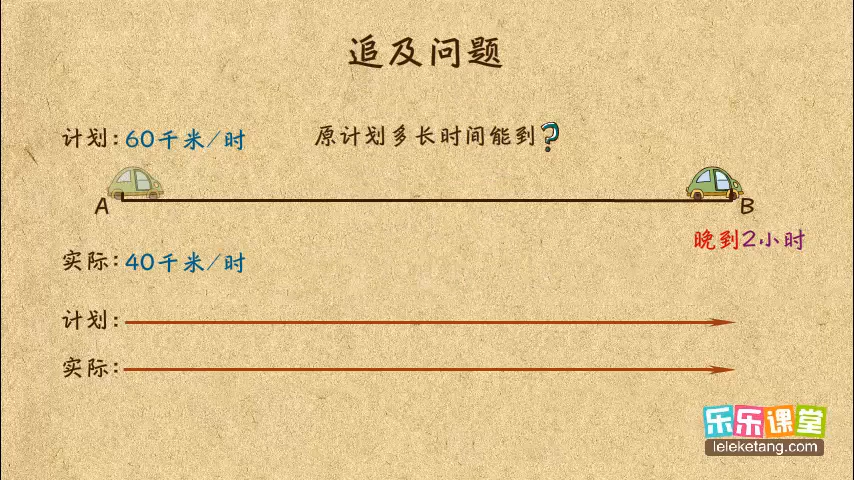 追及问题
计划:60千米/时
原计划多长时间能到?
A
B
晚到2小时
实际:40千米/时
计划:
实际:
乐乐课堂
leleketang.com